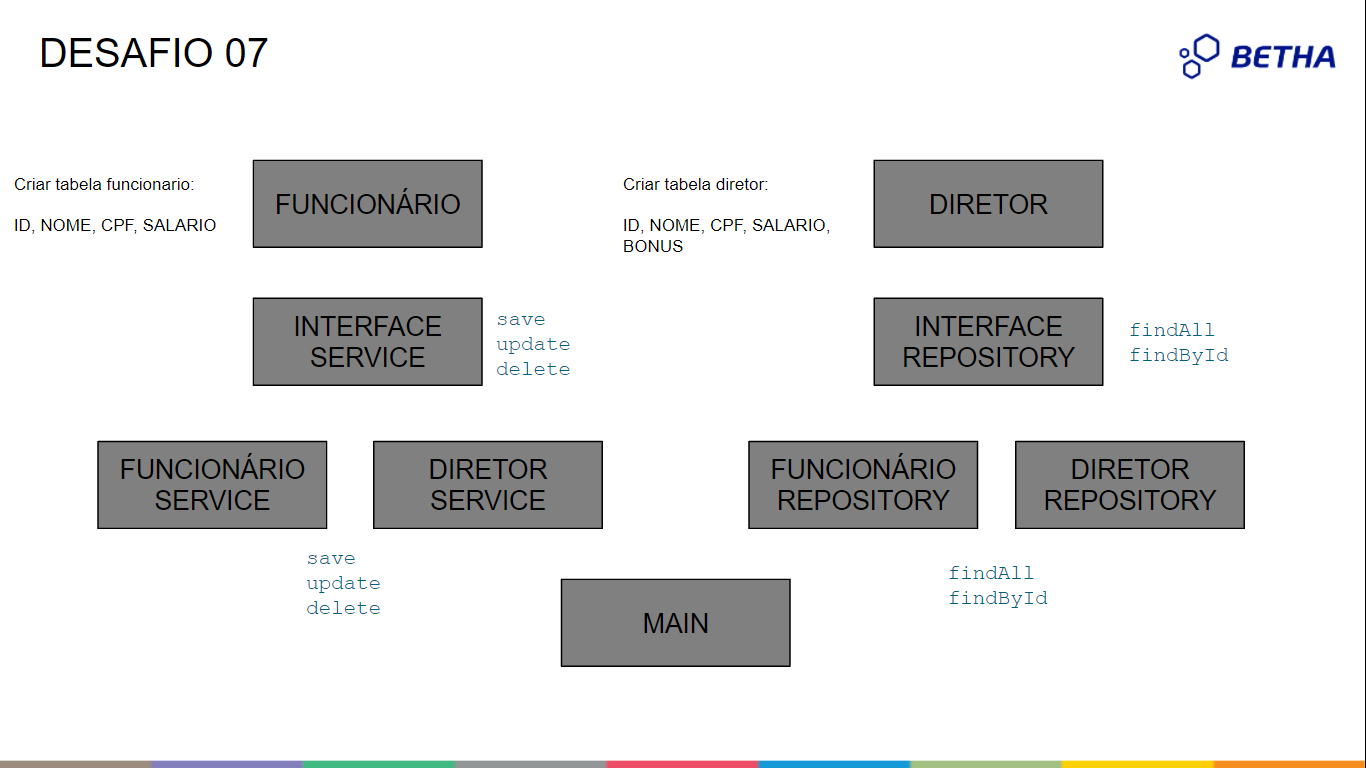 DESAFIO 07
BETHA
Criar tabela funcionario:
ID, NOME, CPF, SALARIO
FUNCIONÁRIO
Criar tabela diretor:
ID, NOME, CPF, SALARIO,
BONUS
DIRETOR
INTERFACE
SERVICE
save
update
delete
INTERFACE
REPOSITORY
findAll
findById
FUNCIONÁRIO
SERVICE
DIRETOR
SERVICE
FUNCIONÁRIO
REPOSITORY
DIRETOR
REPOSITORY
save
update
delete
findAll
findById
MAIN